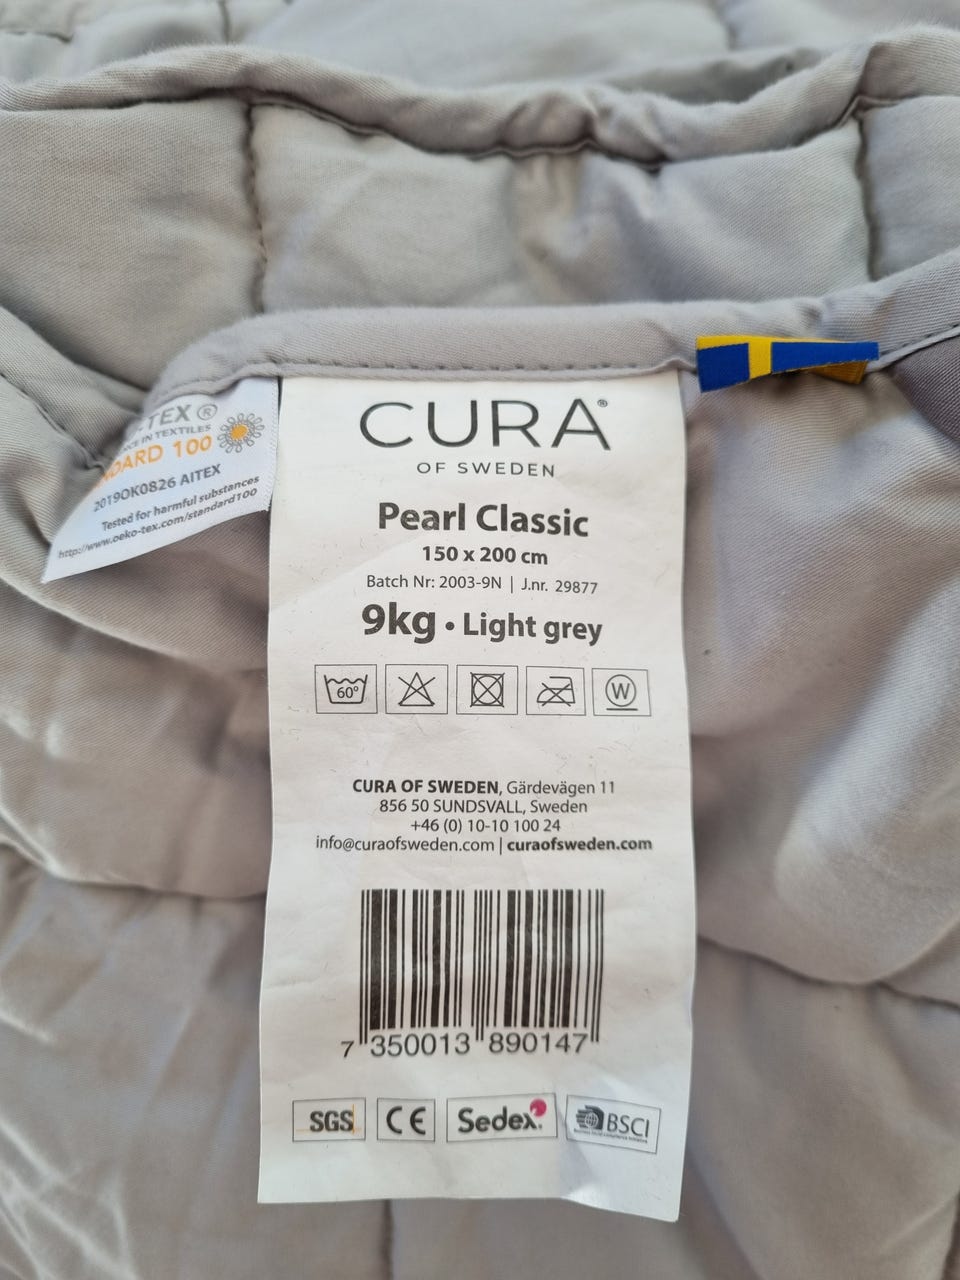 -TEX®
CE IN TEXTILES
DARD 100
2019OK0826 AITEX
Tested for harmful substances
http://www.oeko-tex.com/standard100
CURA®
OF SWEDEN
Pearl Classic
150 x 200 cm
Batch Nr: 2003-9N | J.nr. 29877
9kg • Light grey
60° W
CURA OF SWEDEN, Gärdevägen 11
856 50 SUNDSVALL, Sweden
+46 (0) 10-10 100 24
info@curaofsweden.com | curaofsweden.com
7 350013 890147
SGS CE Sedex BSCI